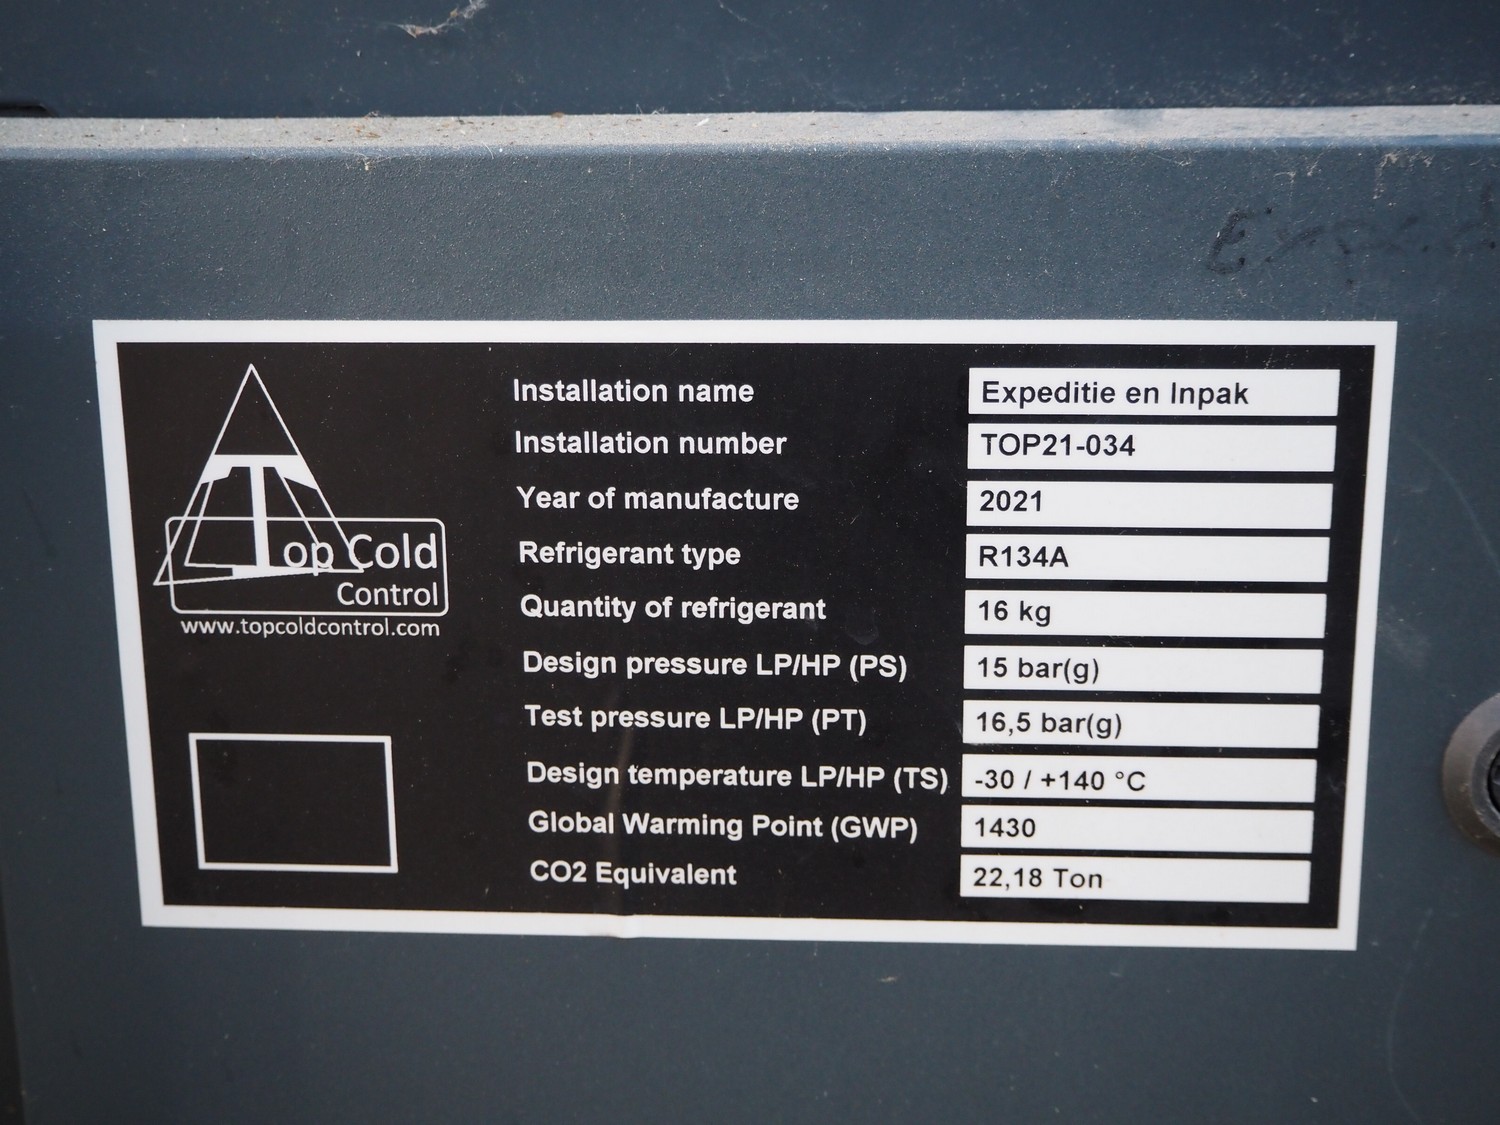 Top Cold
Control
www.topcoldcontrol.com
Installation name Expeditie en Inpak
Installation number TOP21-034
Year of manufacture 2021
Refrigerant type R134A
Quantity of refrigerant 16 kg
Design pressure LP/HP (PS) 15 bar(g)
Test pressure LP/HP (PT) 16,5 bar(g)
Design temperature LP/HP (TS) -30 / +140 °C
Global Warming Point (GWP) 1430
CO2 Equivalent 22,18 Ton